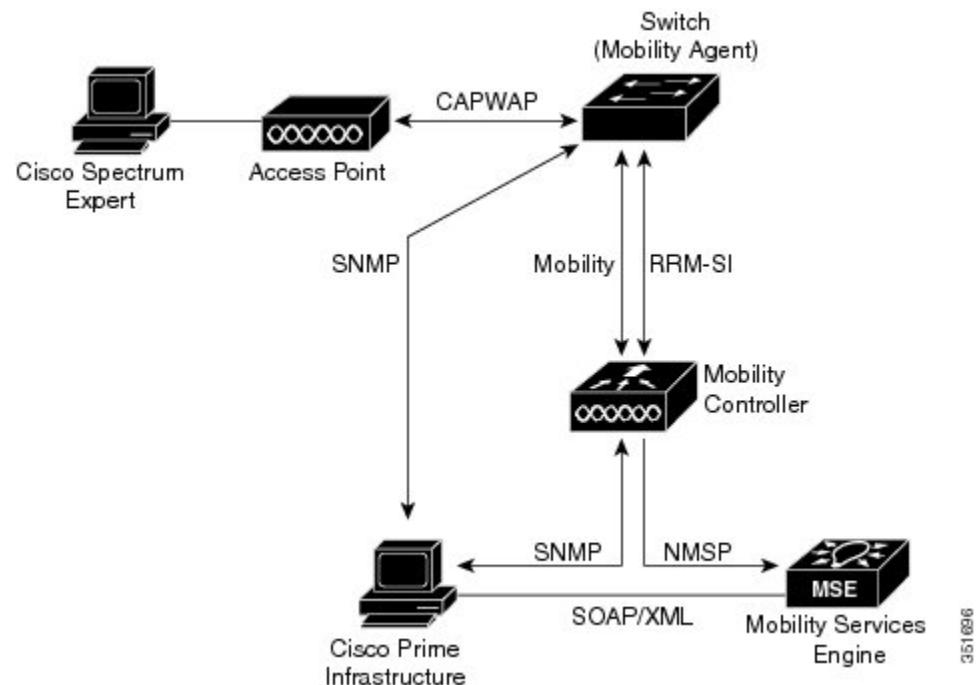 Switch
(Mobility Agent)
CAPWAP
Cisco Spectrum
Expert
Access Point
SNMP
Mobility
RRM-SI
Mobility
Controller
SNMP
NMSP
MSE
SOAP/XML
Cisco Prime
Infrastructure
Mobility Services
Engine
351696